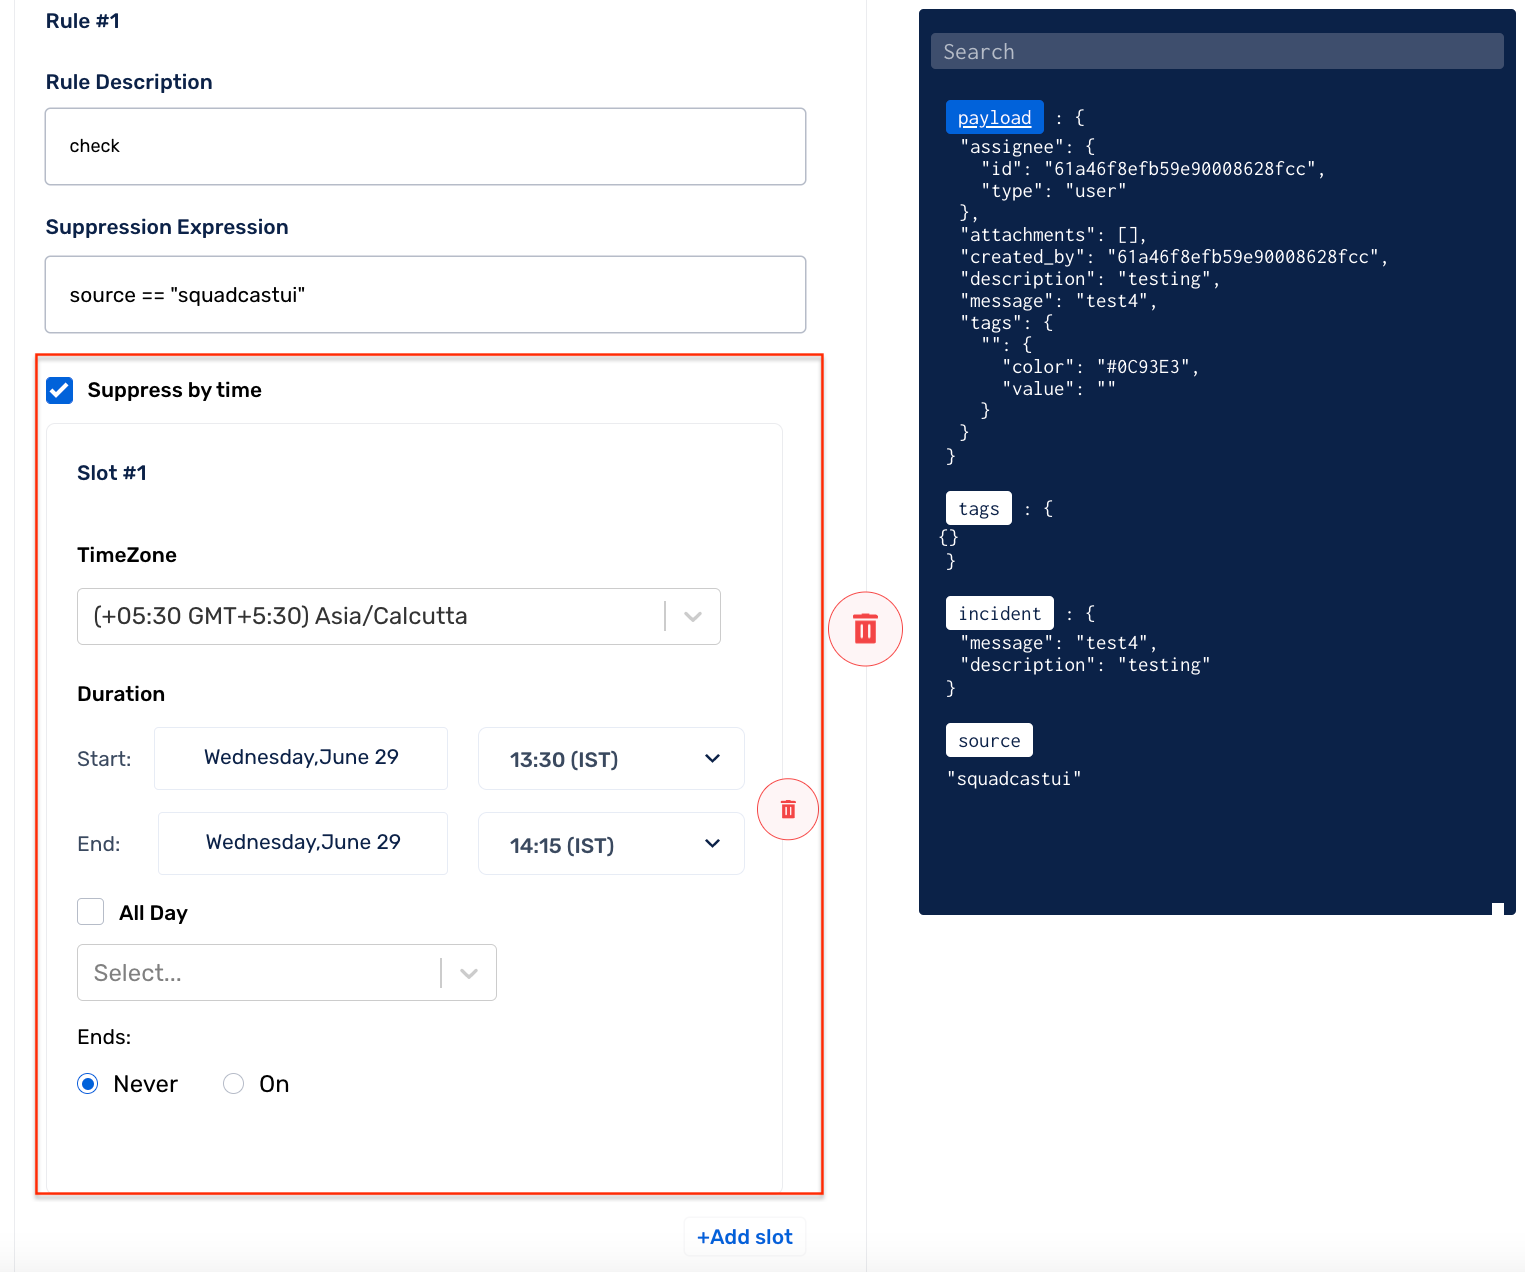 Rule #1
Rule Description
check
Suppression Expression
source == "squadcastui"
Suppress by time
Slot #1
TimeZone
(+05:30 GMT+5:30) Asia/Calcutta
Duration
Start: Wednesday,June 29 13:30 (IST)
End: Wednesday,June 29 14:15 (IST)
All Day
Select...
Ends:
Never On
+Add slot
Search
payload : {
"assignee": {
"id": "61a46f8efb59e90008628fcc",
"type": "user"
},
"attachments": [],
"created_by": "61a46f8efb59e90008628fcc",
"description": "testing",
"message": "test4",
"tags": {
"": {
"color": "#0C93E3",
"value": ""
}
}
}
tags : {
{}
}
incident : {
"message": "test4",
"description": "testing"
}
source
"squadcastui"